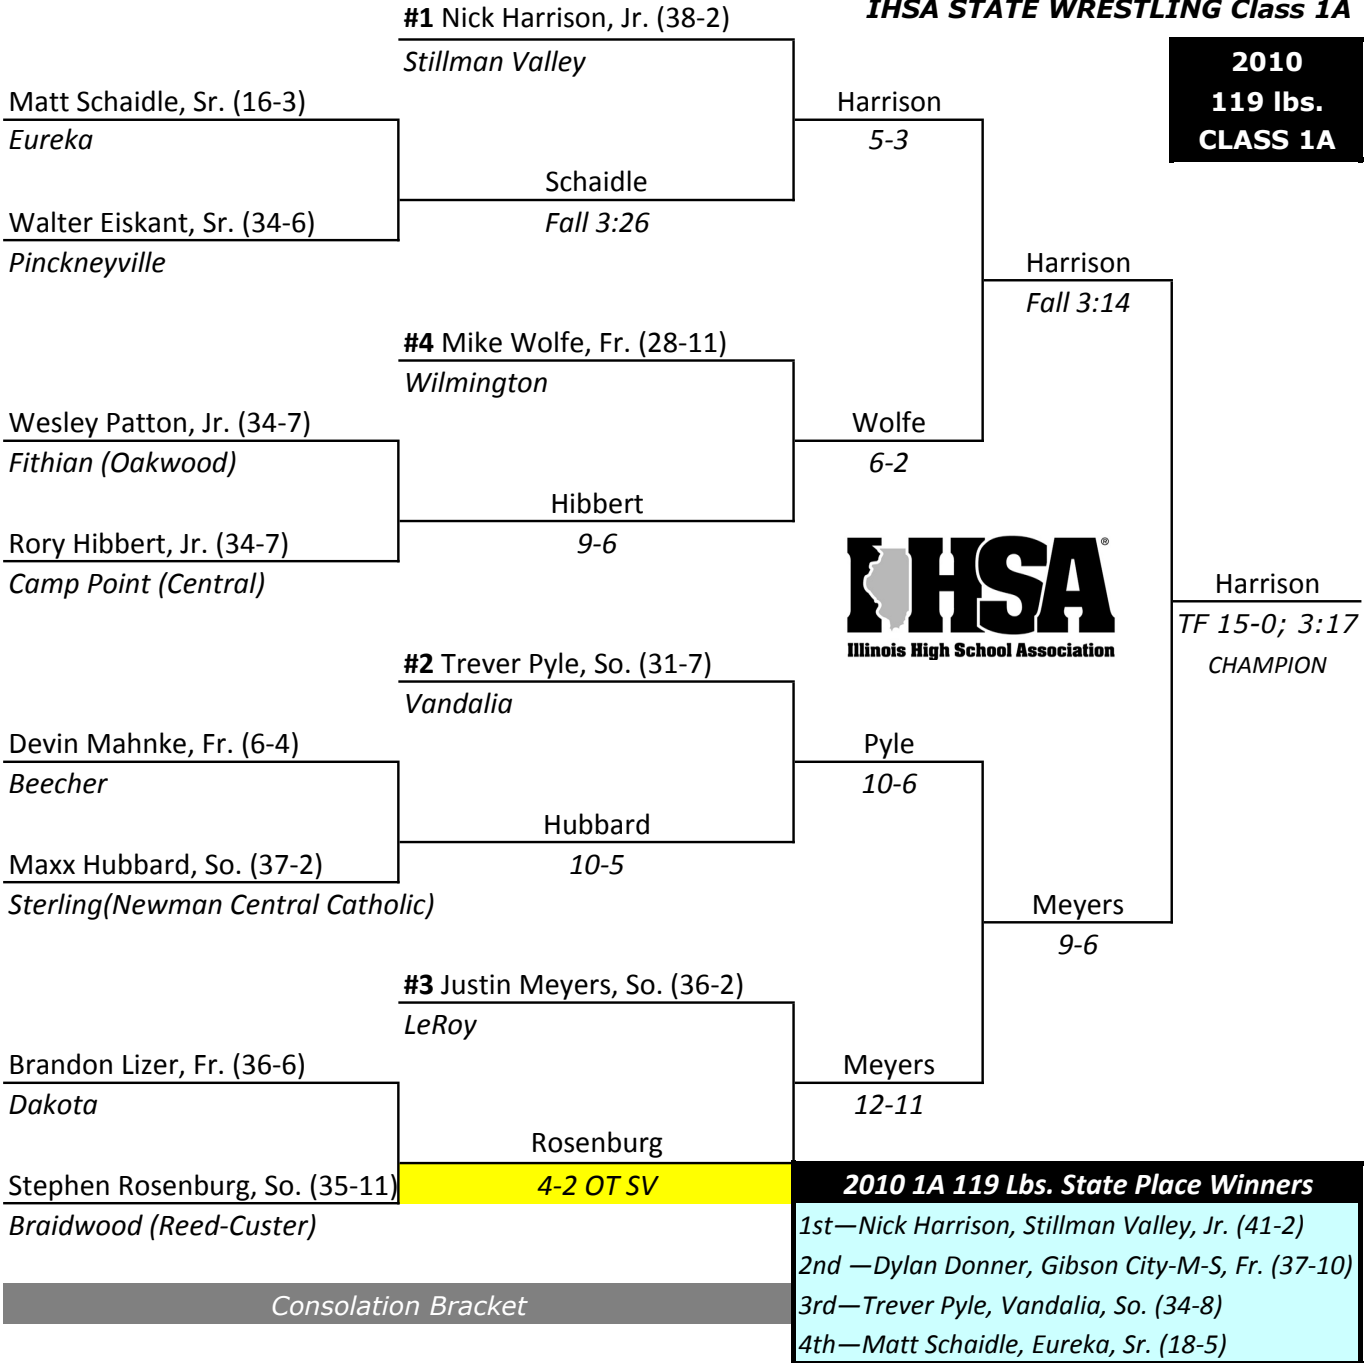 IHSA STATE WRESTLING Class 1A
#1 Nick Harrison, Jr. (38-2)
Stillman Valley
2010
119 lbs.
CLASS 1A
Matt Schaidle, Sr. (16-3)
Eureka
Harrison
5-3
Schaidle
Fall 3:26
Walter Eiskant, Sr. (34-6)
Pinckneyville
Harrison
Fall 3:14
#4 Mike Wolfe, Fr. (28-11)
Wilmington
Wesley Patton, Jr. (34-7)
Fithian (Oakwood)
Wolfe
6-2
Hibbert
9-6
Rory Hibbert, Jr. (34-7)
Camp Point (Central)
IHSA®
Illinois High School Association
Harrison
TF 15-0; 3:17
CHAMPION
#2 Trever Pyle, So. (31-7)
Vandalia
Devin Mahnke, Fr. (6-4)
Beecher
Pyle
10-6
Hubbard
10-5
Maxx Hubbard, So. (37-2)
Sterling(Newman Central Catholic)
Meyers
9-6
#3 Justin Meyers, So. (36-2)
LeRoy
Brandon Lizer, Fr. (36-6)
Dakota
Meyers
12-11
Rosenburg
4-2 OT SV
Stephen Rosenburg, So. (35-11)
Braidwood (Reed-Custer)
2010 1A 119 Lbs. State Place Winners
1st—Nick Harrison, Stillman Valley, Jr. (41-2)
2nd —Dylan Donner, Gibson City-M-S, Fr. (37-10)
3rd—Trever Pyle, Vandalia, So. (34-8)
4th—Matt Schaidle, Eureka, Sr. (18-5)
Consolation Bracket